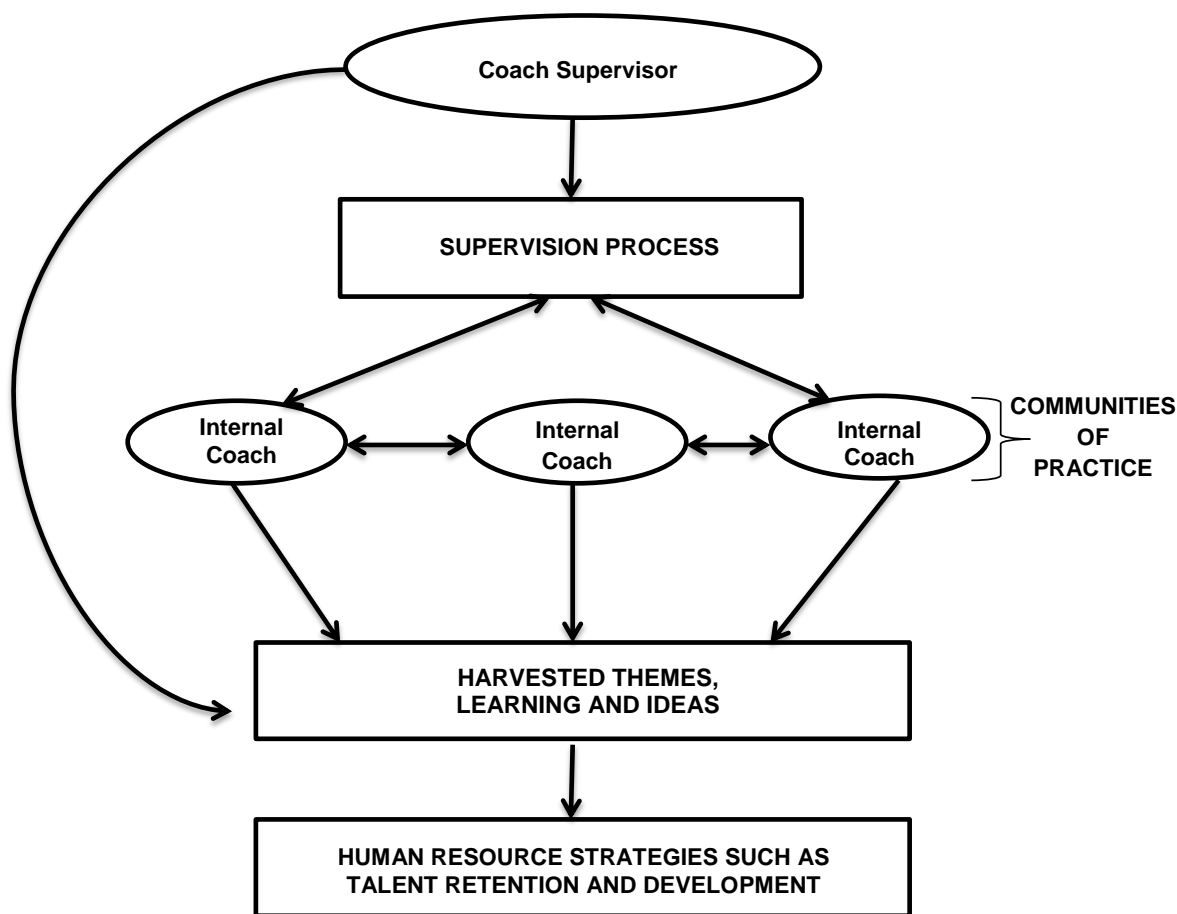 Coach Supervisor
SUPERVISION PROCESS
Internal
Coach
Internal
Coach
Internal
Coach
COMMUNITIES
OF
PRACTICE
HARVESTED THEMES,
LEARNING AND IDEAS
HUMAN RESOURCE STRATEGIES SUCH AS
TALENT RETENTION AND DEVELOPMENT